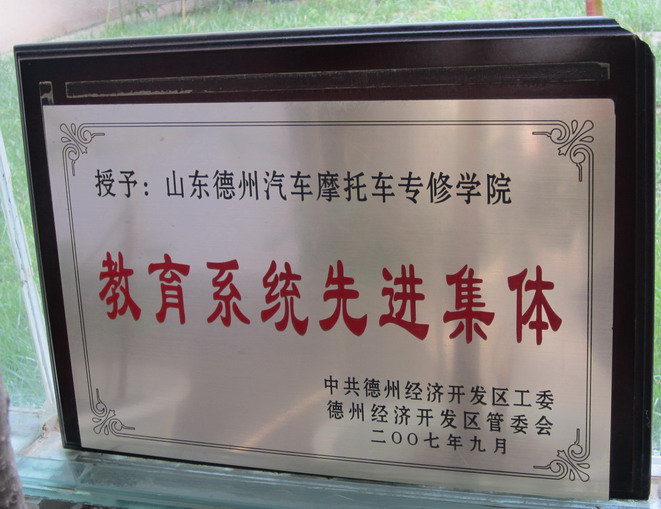 授予：山东德州汽车摩托车专修学院
教育系统先进集体
中共德州经济开发区工委
德州经济开发区管委会
二〇〇七年九月